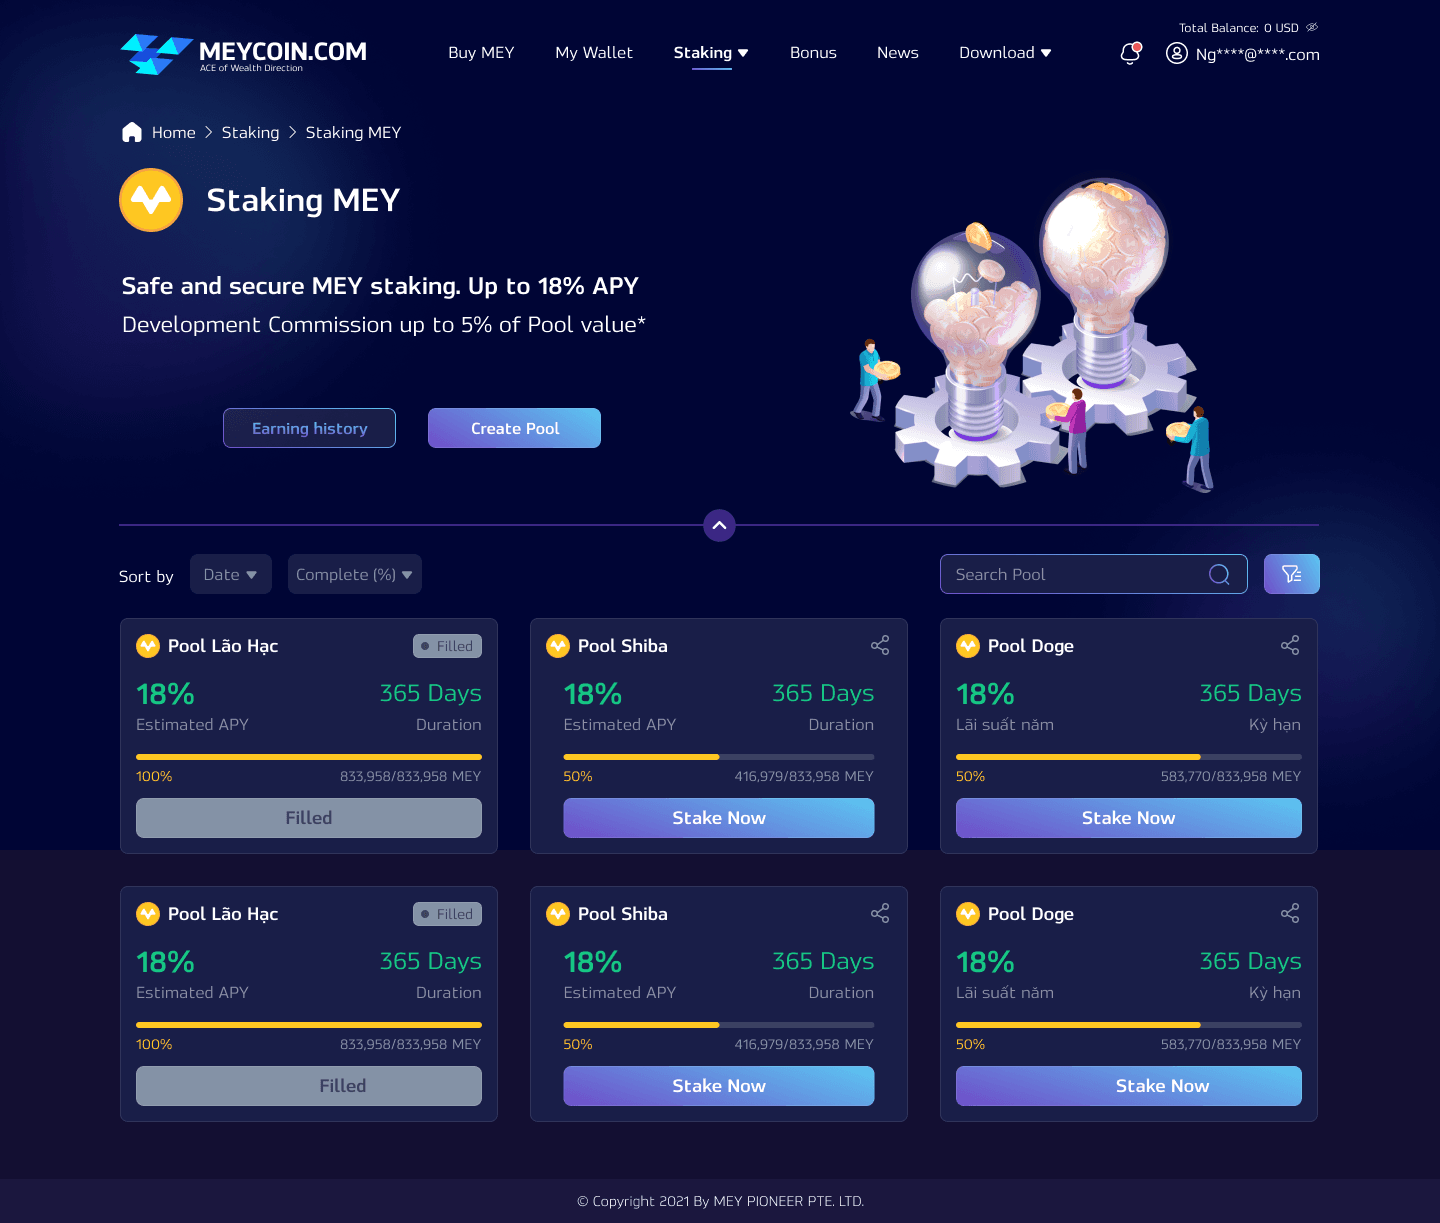 Total Balance: 0 USD
MEYCOIN.COM
ACE of Wealth Direction
Buy MEY
My Wallet
Staking
Bonus
News
Download
Ng****@****.com
Home
Staking
Staking MEY
Staking MEY
Safe and secure MEY staking. Up to 18% APY
Development Commission up to 5% of Pool value*
Earning history
Create Pool
Sort by
Date
Complete (%)
Search Pool
Pool Lão Hạc
Filled
18%
365 Days
Estimated APY
Duration
100%
833,958/833,958 MEY
Filled
Pool Shiba
18%
365 Days
Estimated APY
Duration
50%
416,979/833,958 MEY
Stake Now
Pool Doge
18%
365 Days
Lãi suất năm
Kỳ hạn
50%
583,770/833,958 MEY
Stake Now
Pool Lão Hạc
Filled
18%
365 Days
Estimated APY
Duration
100%
833,958/833,958 MEY
Filled
Pool Shiba
18%
365 Days
Estimated APY
Duration
50%
416,979/833,958 MEY
Stake Now
Pool Doge
18%
365 Days
Lãi suất năm
Kỳ hạn
50%
583,770/833,958 MEY
Stake Now
© Copyright 2021 By MEY PIONEER PTE. LTD.